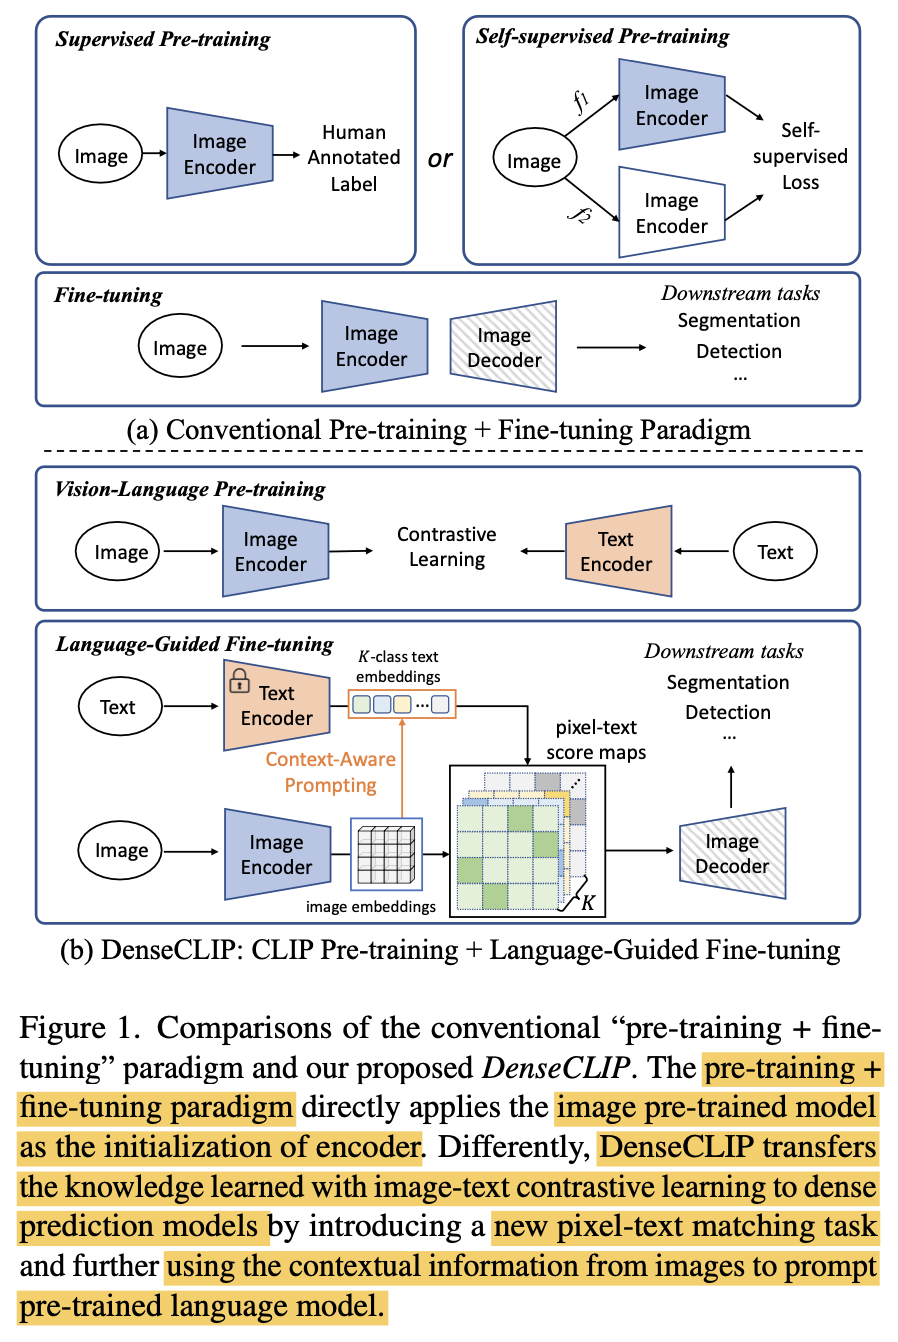 Supervised Pre-training
Image
Image
Encoder
Human
Annotated
Label
or
Self-supervised Pre-training
Image
f1
f2
Image
Encoder
Image
Encoder
Self-
supervised
Loss
Fine-tuning
Image
Image
Encoder
Image
Decoder
Downstream tasks
Segmentation
Detection
...
(a) Conventional Pre-training + Fine-tuning Paradigm
Vision-Language Pre-training
Image
Image
Encoder
Contrastive
Learning
Text
Encoder
Text
Language-Guided Fine-tuning
Text
Text
Encoder
K-class text
embeddings
...
Context-Aware
Prompting
Image
Image
Encoder
image embeddings
pixel-text
score maps
...
K
Downstream tasks
Segmentation
Detection
...
Image
Decoder
(b) DenseCLIP: CLIP Pre-training + Language-Guided Fine-tuning
Figure 1. Comparisons of the conventional “pre-training + fine-
tuning” paradigm and our proposed DenseCLIP. The pre-training +
fine-tuning paradigm directly applies the image pre-trained model
as the initialization of encoder. Differently, DenseCLIP transfers
the knowledge learned with image-text contrastive learning to dense
prediction models by introducing a new pixel-text matching task
and further using the contextual information from images to prompt
pre-trained language model.